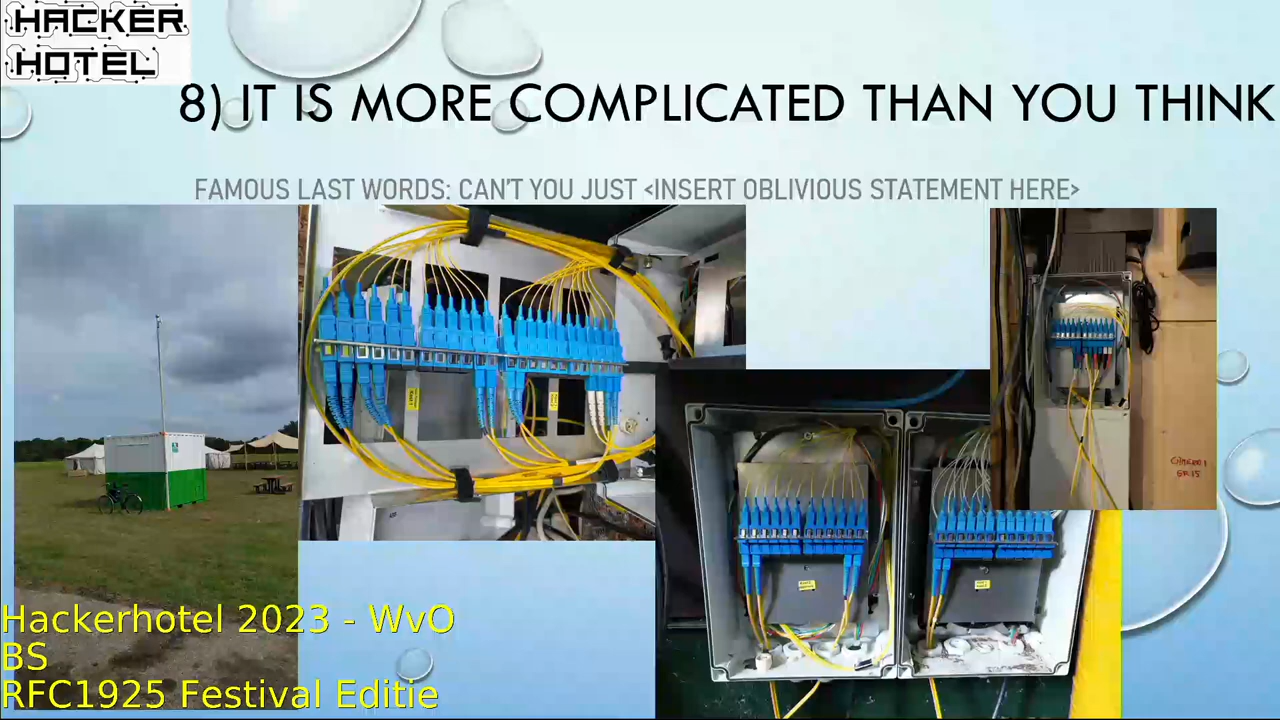 HACKER
HOTEL
8) IT IS MORE COMPLICATED THAN YOU THINK
FAMOUS LAST WORDS: CAN'T YOU JUST <INSERT OBLIVIOUS STATEMENT HERE>
Hackerhotel 2023 - WvO
BS
RFC1925 Festival Editie